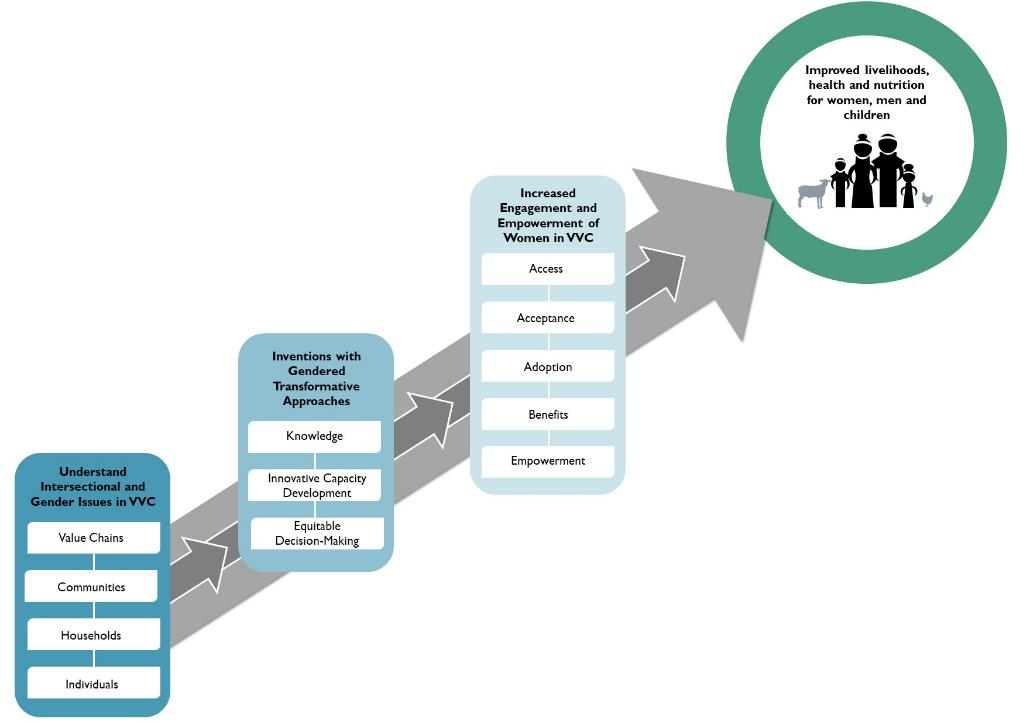 Improved livelihoods,
health and nutrition
for women, men and
children
Increased
Engagement and
Empowerment of
Women in VVC
Access
Acceptance
Adoption
Benefits
Empowerment
Inventions with
Gendered
Transformative
Approaches
Knowledge
Innovative Capacity
Development
Equitable
Decision-Making
Understand
Intersectional and
Gender Issues in VVC
Value Chains
Communities
Households
Individuals